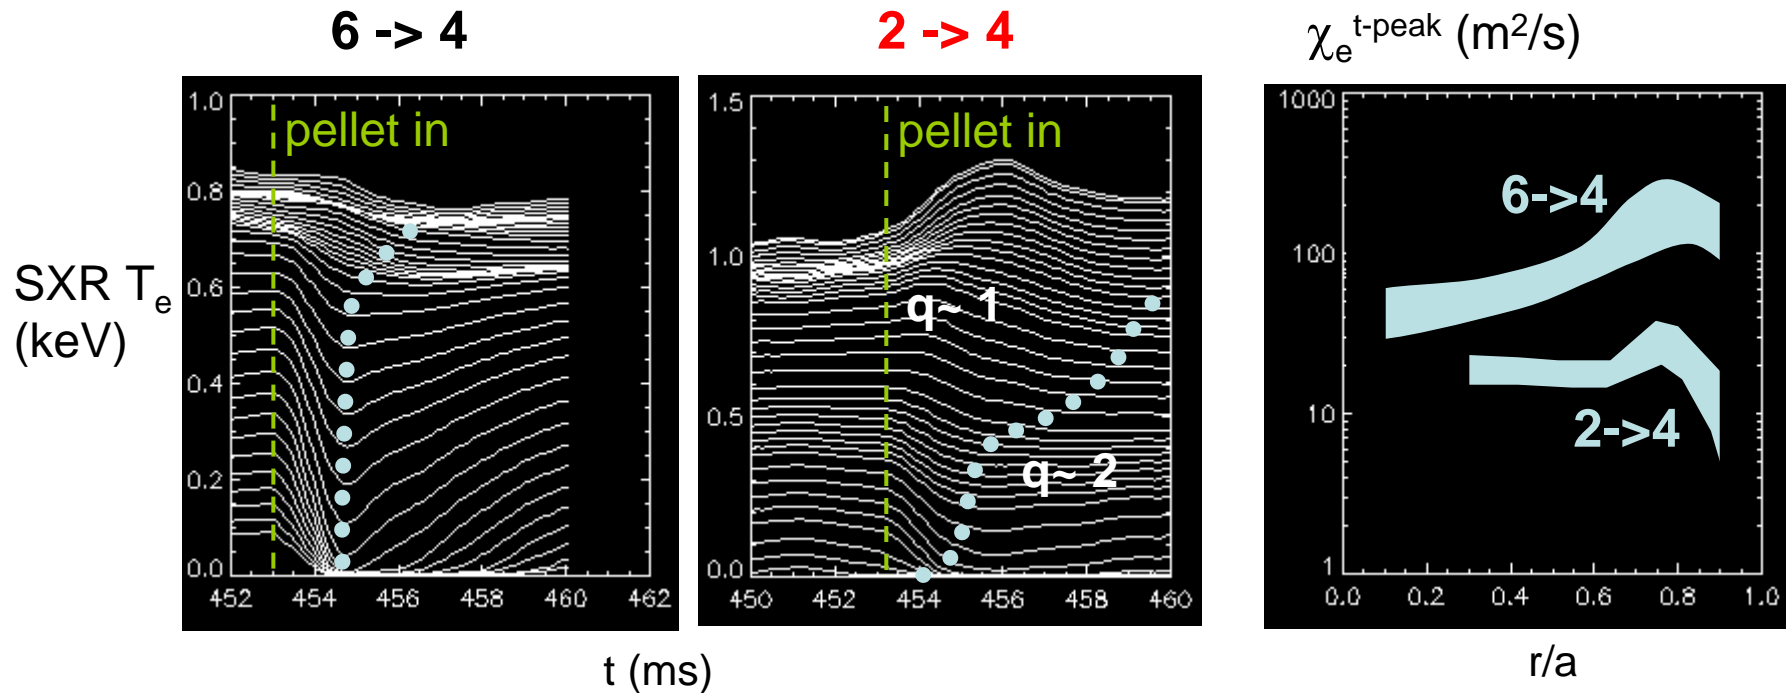 6 -> 4
2 -> 4
χₑᵗ⁻ᵖᵉᵃᵏ (m²/s)
SXR Tₑ
(keV)
1.0
0.8
0.6
0.4
0.2
0.0
452 454 456 458 460 462
pellet in
1.5
1.0
0.5
0.0
450 452 454 456 458 460
pellet in
q~ 1
q~ 2
t (ms)
1000
100
10
1
0.0 0.2 0.4 0.6 0.8 1.0
6->4
2->4
r/a